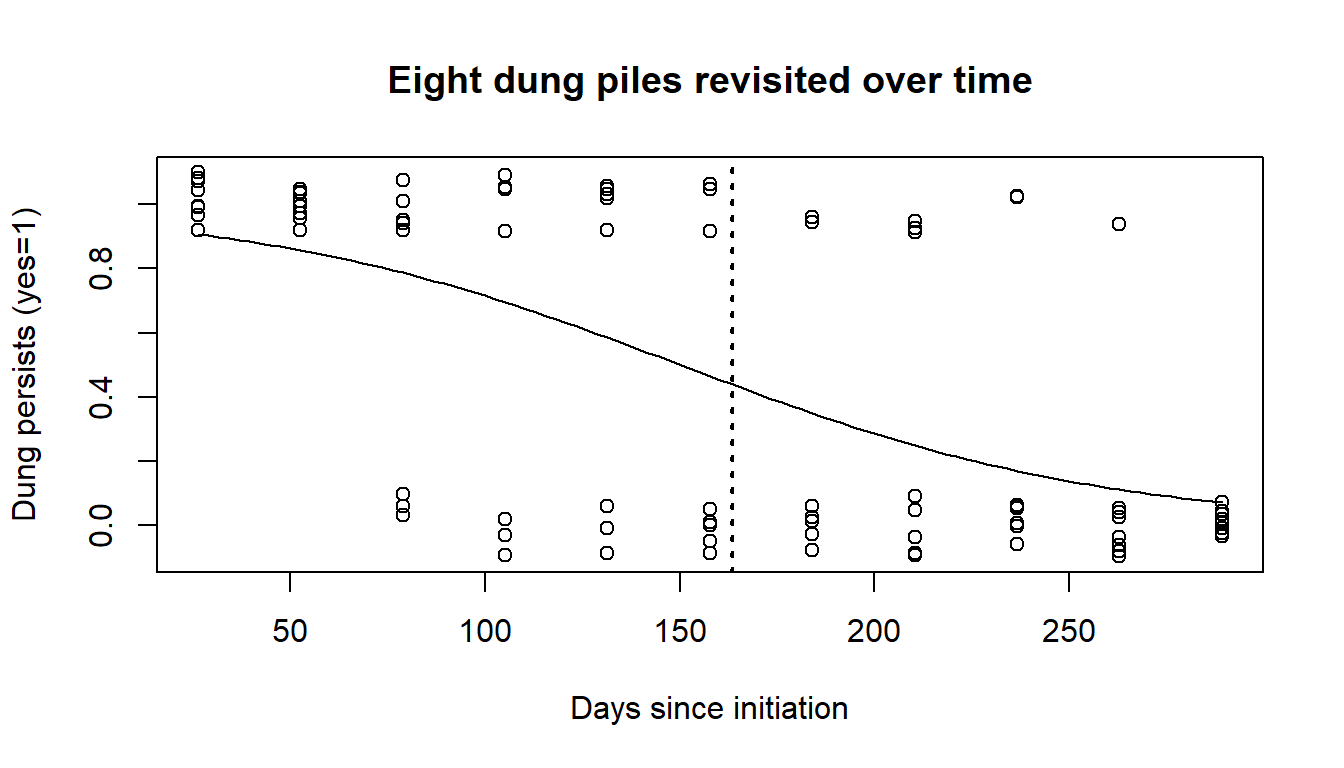 Eight dung piles revisited over time
Dung persists (yes=1)
0.8
0.4
0.0
50 100 150 200 250
Days since initiation